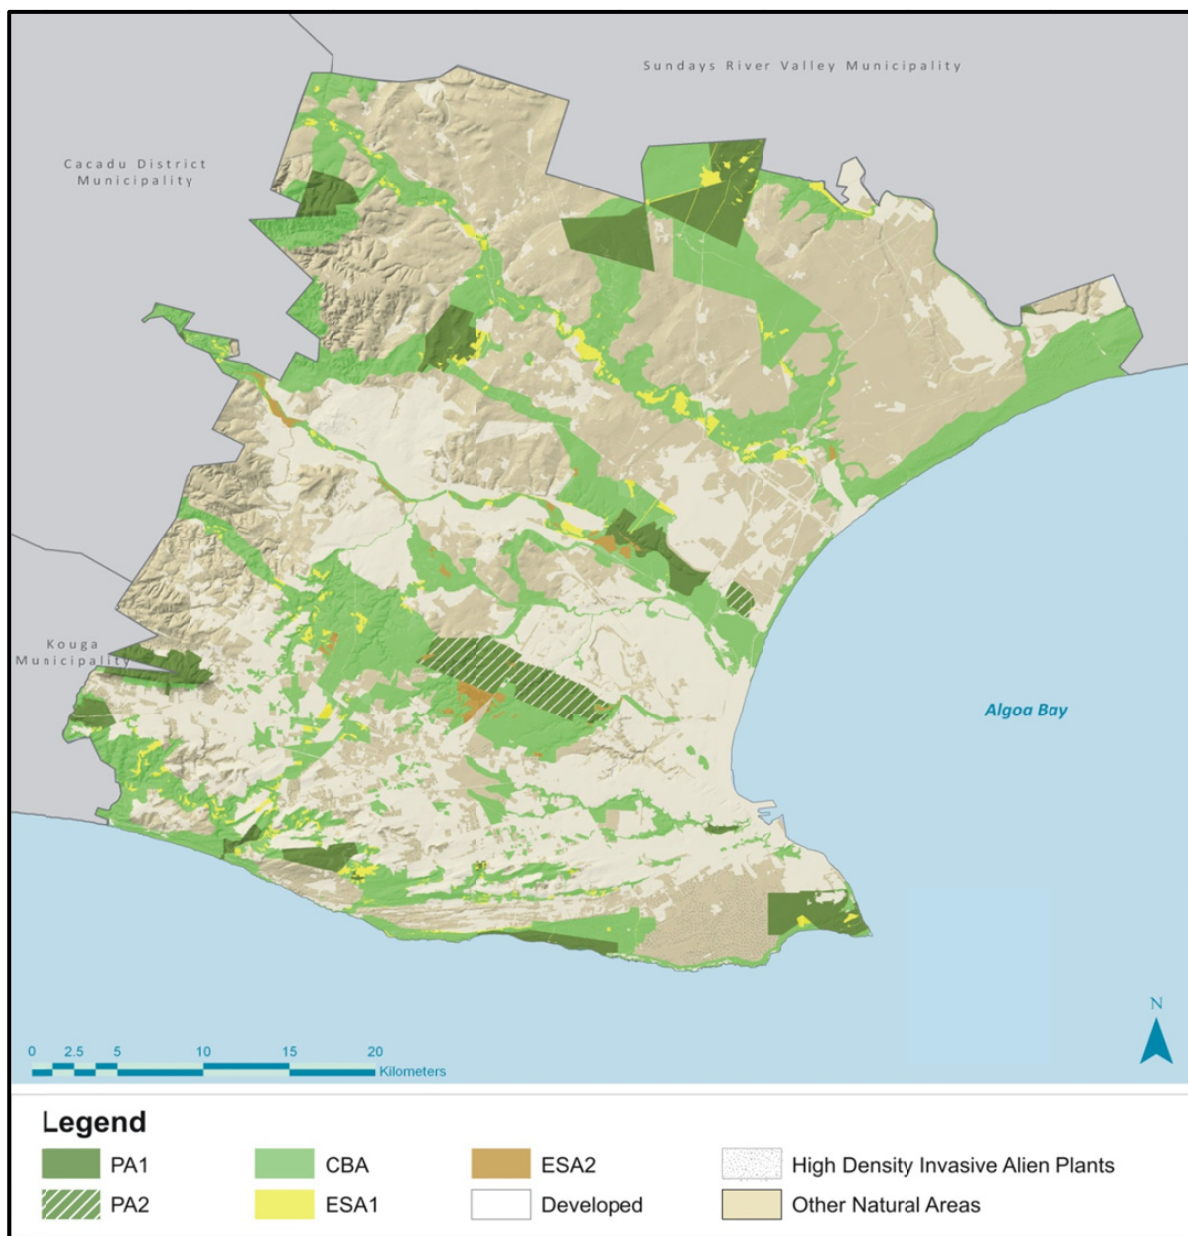 Sundays River Valley Municipality
Cacadu District
Municipality
Kouga
Municipality
Algoa Bay
N
0 2.5 5 10 15 20
Kilometers
Legend
PA1 CBA ESA2 High Density Invasive Alien Plants
PA2 ESA1 Developed Other Natural Areas